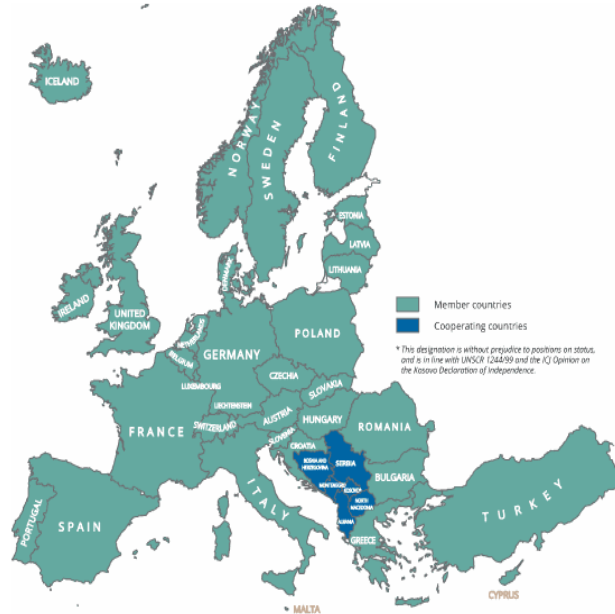 ICELAND
NORWAY
SWEDEN
FINLAND
ESTONIA
LATVIA
LITHUANIA
DENMARK
IRELAND
UNITED
KINGDOM
NETHERLANDS
BELGIUM
LUXEMBOURG
GERMANY
POLAND
CZECHIA
SLOVAKIA
LIECHTENSTEIN
SWITZERLAND
AUSTRIA
HUNGARY
SLOVENIA
CROATIA
ROMANIA
FRANCE
BOSNIA AND
HERZEGOVINA
SERBIA
MONTENEGRO
KOSOVO*
NORTH
MACEDONIA
ALBANIA
BULGARIA
ITALY
PORTUGAL
SPAIN
GREECE
TURKEY
CYPRUS
MALTA
Member countries
Cooperating countries
* This designation is without prejudice to positions on status,
and is in line with UNSCR 1244/99 and the ICJ Opinion on
the Kosovo Declaration of Independence.